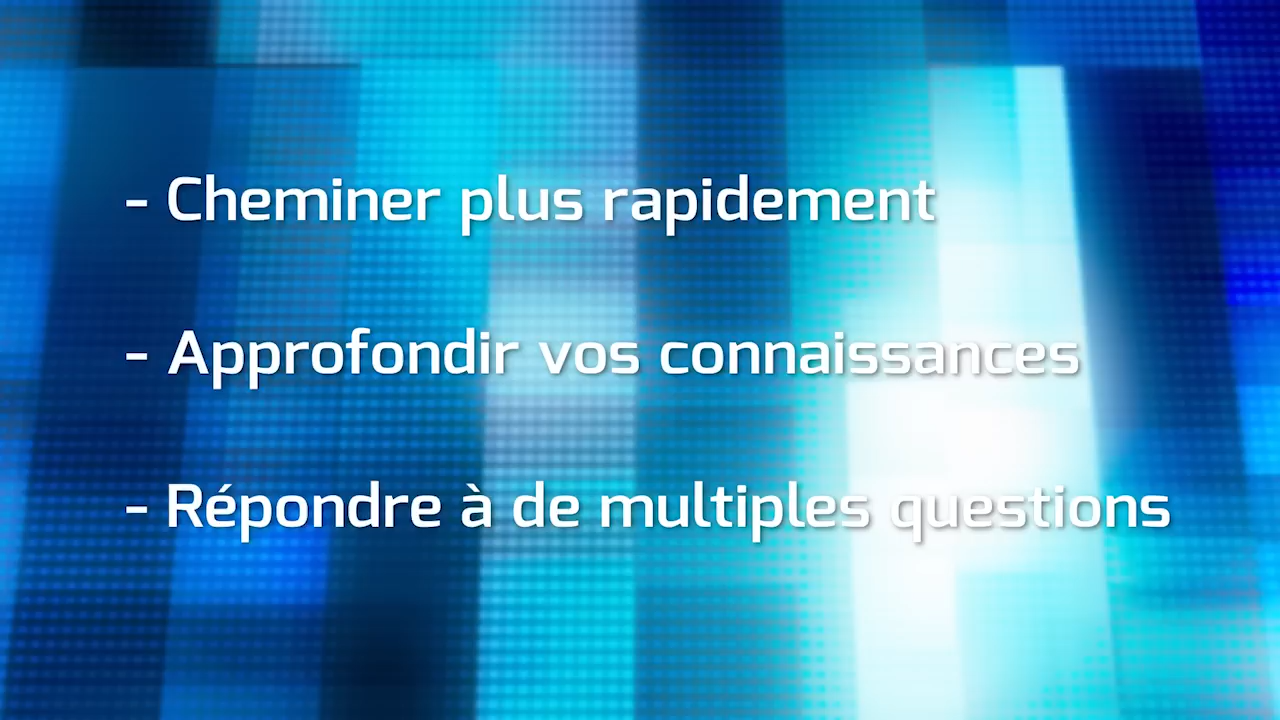 - Cheminer plus rapidement
- Approfondir vos connaissances
- Répondre à de multiples questions